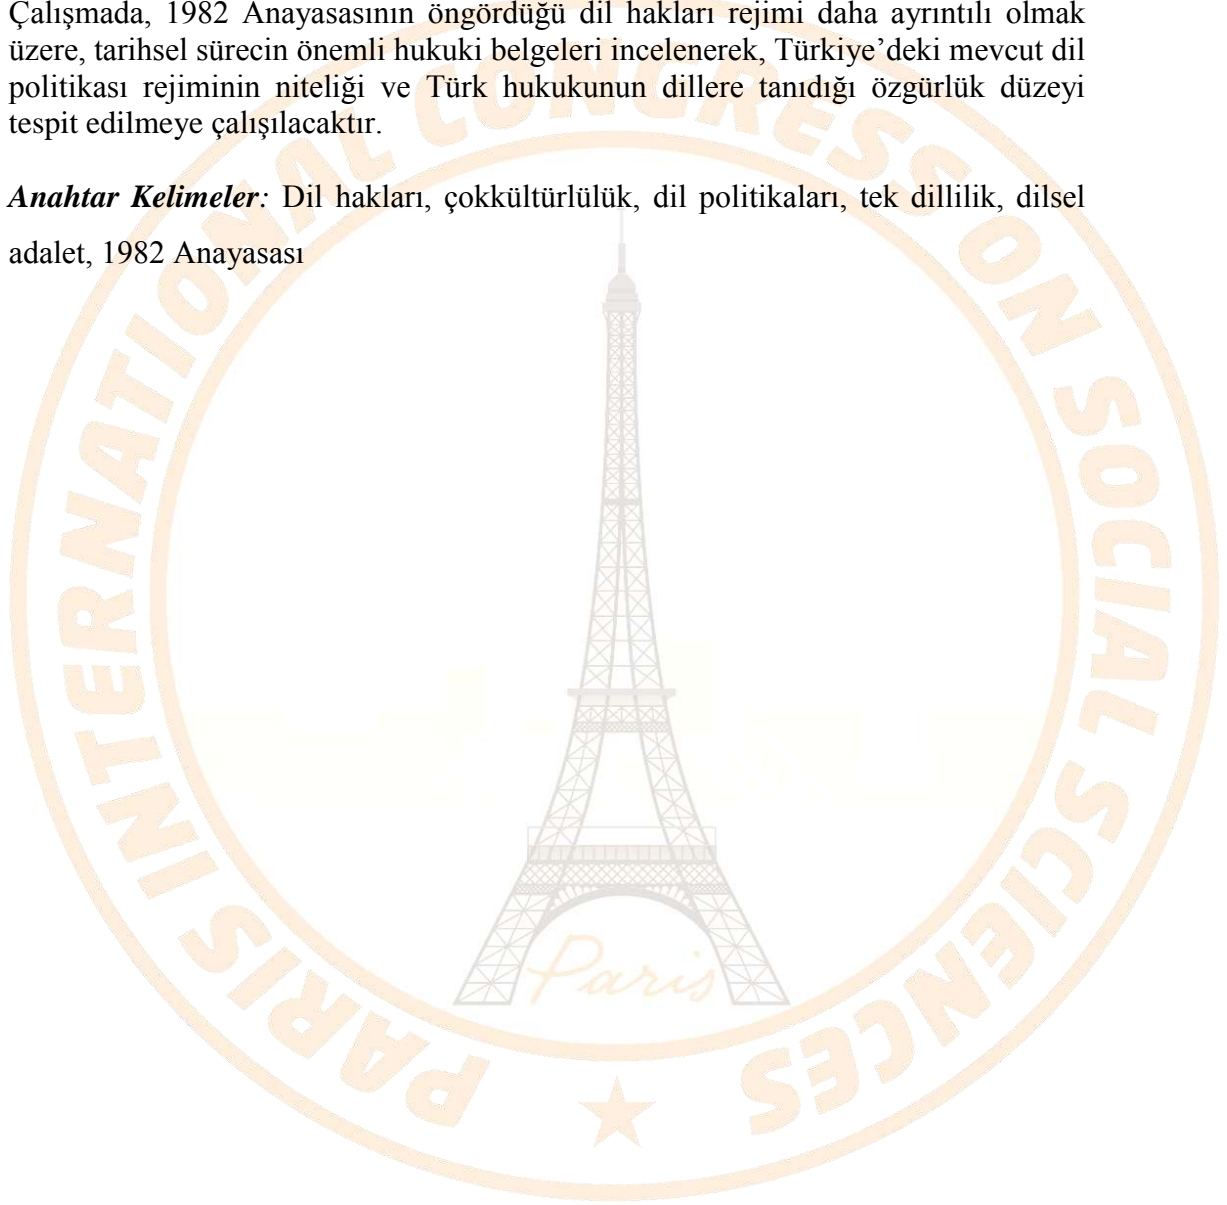 Çalışmada, 1982 Anayasasının öngördüğü dil hakları rejimi daha ayrıntılı olmak
üzere, tarihsel sürecin önemli hukuki belgeleri incelenerek, Türkiye’deki mevcut dil
politikası rejiminin niteliği ve Türk hukukunun dillere tanıdığı özgürlük düzeyi
tespit edilmeye çalışılacaktır.
Anahtar Kelimeler: Dil hakları, çokkültürlülük, dil politikaları, tek dillilik, dilsel
adalet, 1982 Anayasası
PARIS INTERNATIONAL CONGRESS ON SOCIAL SCIENCES
Paris